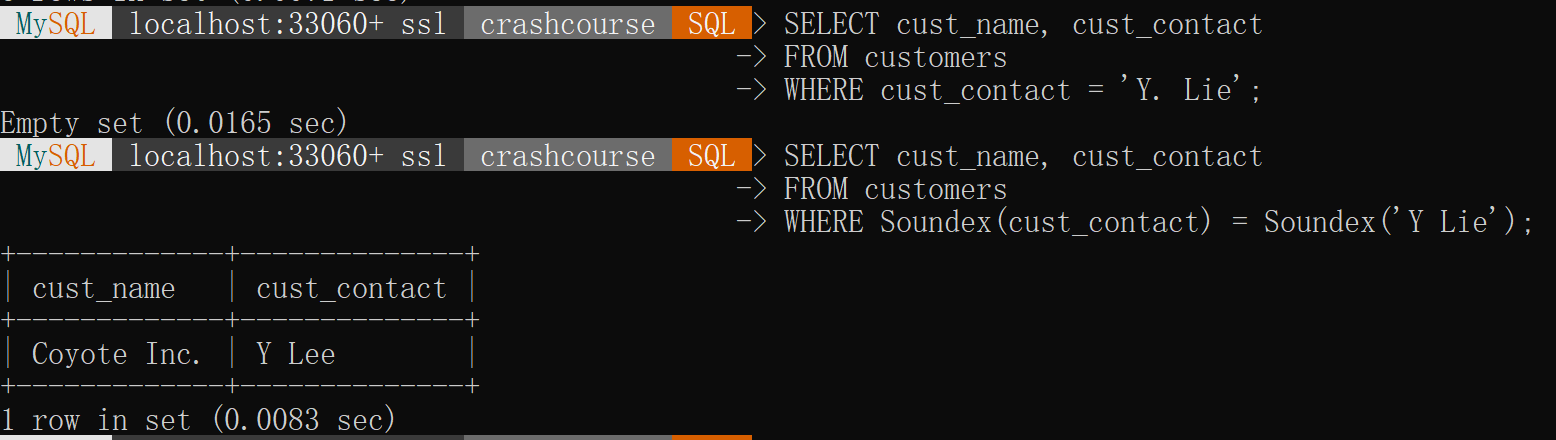 MySQL localhost:33060+ ssl crashcourse SQL > SELECT cust_name, cust_contact
-> FROM customers
-> WHERE cust_contact = 'Y. Lie';
Empty set (0.0165 sec)
MySQL localhost:33060+ ssl crashcourse SQL > SELECT cust_name, cust_contact
-> FROM customers
-> WHERE Soundex(cust_contact) = Soundex('Y Lie');
+------------+--------------+
| cust_name | cust_contact |
+------------+--------------+
| Coyote Inc. | Y Lee |
+------------+--------------+
1 row in set (0.0083 sec)